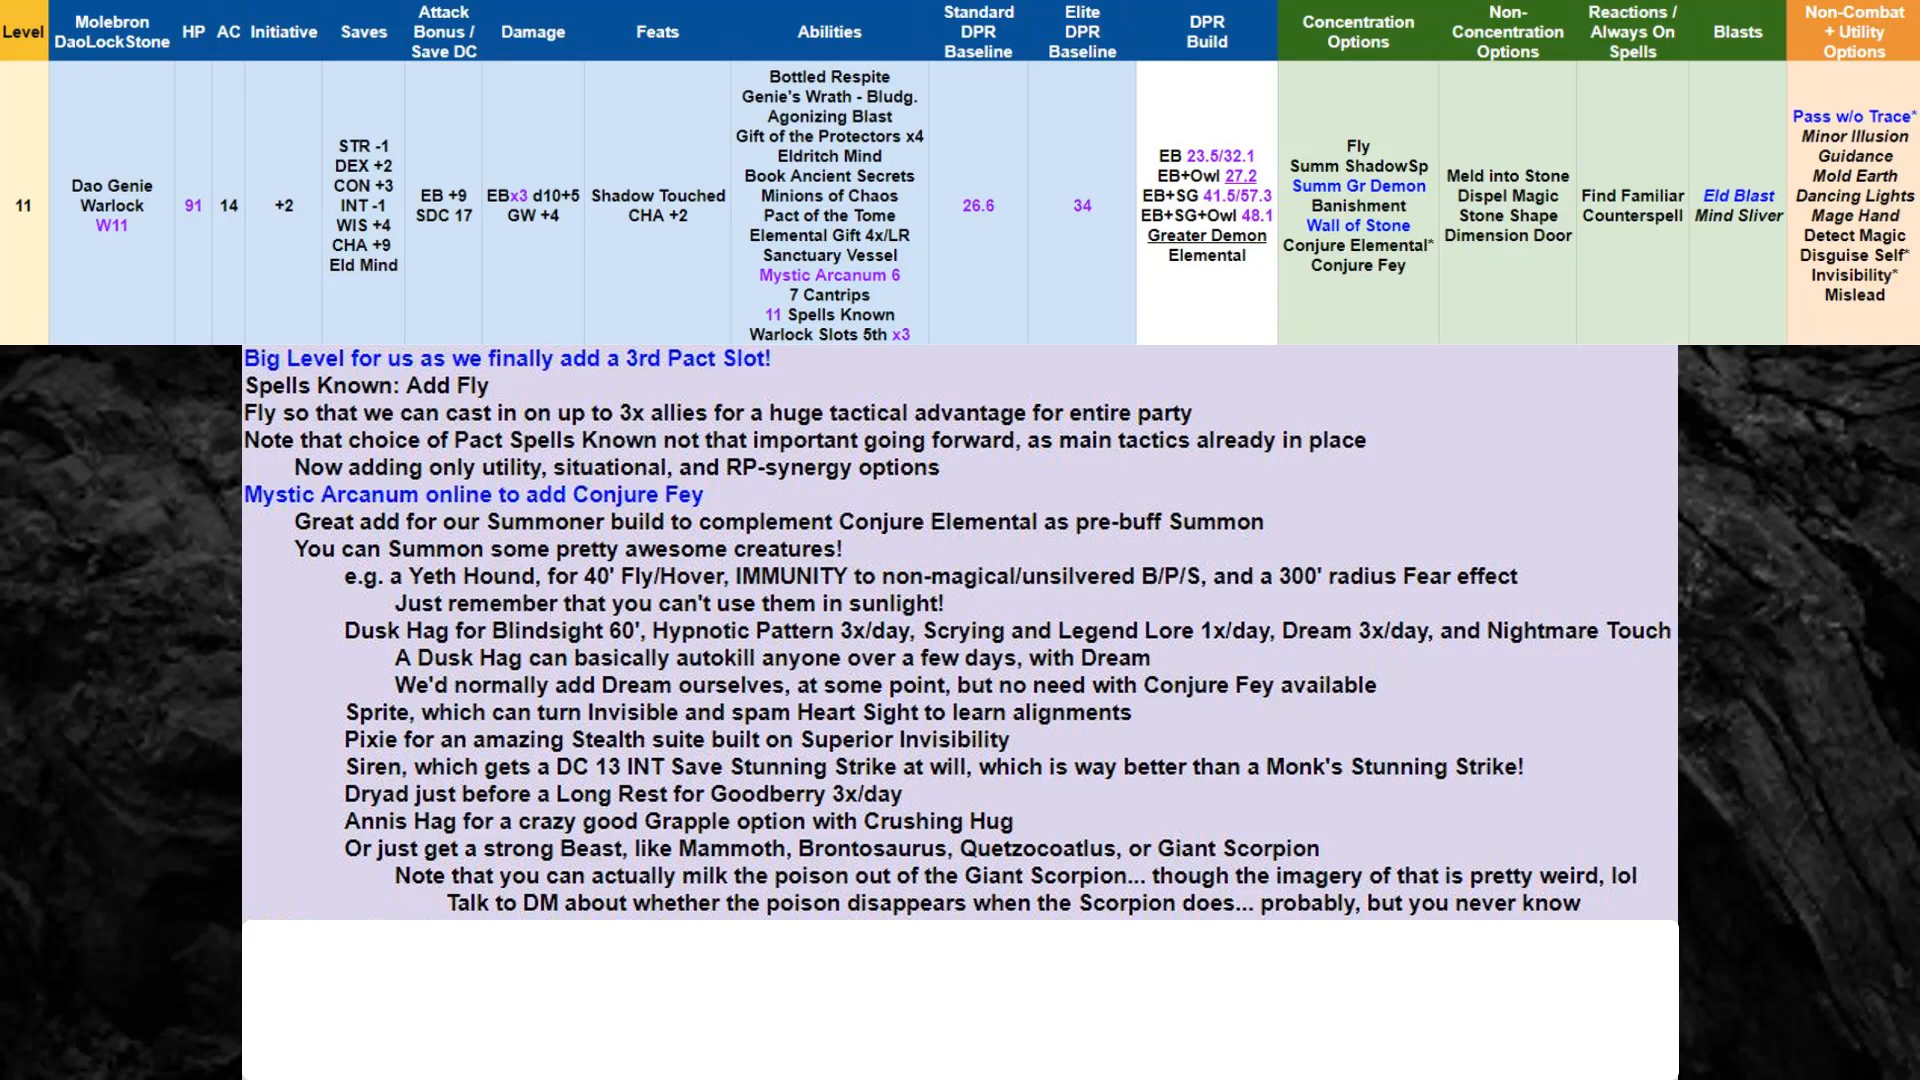 Level
Molebron
DaoLockStone
HP
AC
Initiative
Saves
Attack
Bonus /
Save DC
Damage
Feats
Abilities
Standard
DPR
Baseline
Elite
DPR
Baseline
DPR
Build
Concentration
Options
Non-
Concentration
Options
Reactions /
Always On
Spells
Blasts
Non-Combat
+ Utility
Options
11
Dao Genie
Warlock
W11
91
14
+2
STR -1
DEX +2
CON +3
INT -1
WIS +4
CHA +9
Eld Mind
EB +9
SDC 17
EBx3 d10+5
GW +4
Shadow Touched
CHA +2
Bottled Respite
Genie's Wrath - Bludg.
Agonizing Blast
Gift of the Protectors x4
Eldritch Mind
Book Ancient Secrets
Minions of Chaos
Pact of the Tome
Elemental Gift 4x/LR
Sanctuary Vessel
Mystic Arcanum 6
7 Cantrips
11 Spells Known
Warlock Slots 5th x3
26.6
34
EB 23.5/32.1
EB+Owl 27.2
EB+SG 41.5/57.3
EB+SG+Owl 48.1
Greater Demon
Elemental
Fly
Summ ShadowSp
Summ Gr Demon
Banishment
Wall of Stone
Conjure Elemental*
Conjure Fey
Meld into Stone
Dispel Magic
Stone Shape
Dimension Door
Find Familiar
Counterspell
Eld Blast
Mind Sliver
Pass w/o Trace*
Minor Illusion
Guidance
Mold Earth
Dancing Lights
Mage Hand
Detect Magic
Disguise Self*
Invisibility*
Mislead
Big Level for us as we finally add a 3rd Pact Slot!
Spells Known: Add Fly
Fly so that we can cast in on up to 3x allies for a huge tactical advantage for entire party
Note that choice of Pact Spells Known not that important going forward, as main tactics already in place
Now adding only utility, situational, and RP-synergy options
Mystic Arcanum online to add Conjure Fey
Great add for our Summoner build to complement Conjure Elemental as pre-buff Summon
You can Summon some pretty awesome creatures!
e.g. a Yeth Hound, for 40' Fly/Hover, IMMUNITY to non-magical/unsilvered B/P/S, and a 300' radius Fear effect
Just remember that you can't use them in sunlight!
Dusk Hag for Blindsight 60', Hypnotic Pattern 3x/day, Scrying and Legend Lore 1x/day, Dream 3x/day, and Nightmare Touch
A Dusk Hag can basically autokill anyone over a few days, with Dream
We'd normally add Dream ourselves, at some point, but no need with Conjure Fey available
Sprite, which can turn Invisible and spam Heart Sight to learn alignments
Pixie for an amazing Stealth suite built on Superior Invisibility
Siren, which gets a DC 13 INT Save Stunning Strike at will, which is way better than a Monk's Stunning Strike!
Dryad just before a Long Rest for Goodberry 3x/day
Annis Hag for a crazy good Grapple option with Crushing Hug
Or just get a strong Beast, like Mammoth, Brontosaurus, Quetzocoatlus, or Giant Scorpion
Note that you can actually milk the poison out of the Giant Scorpion... though the imagery of that is pretty weird, lol
Talk to DM about whether the poison disappears when the Scorpion does... probably, but you never know